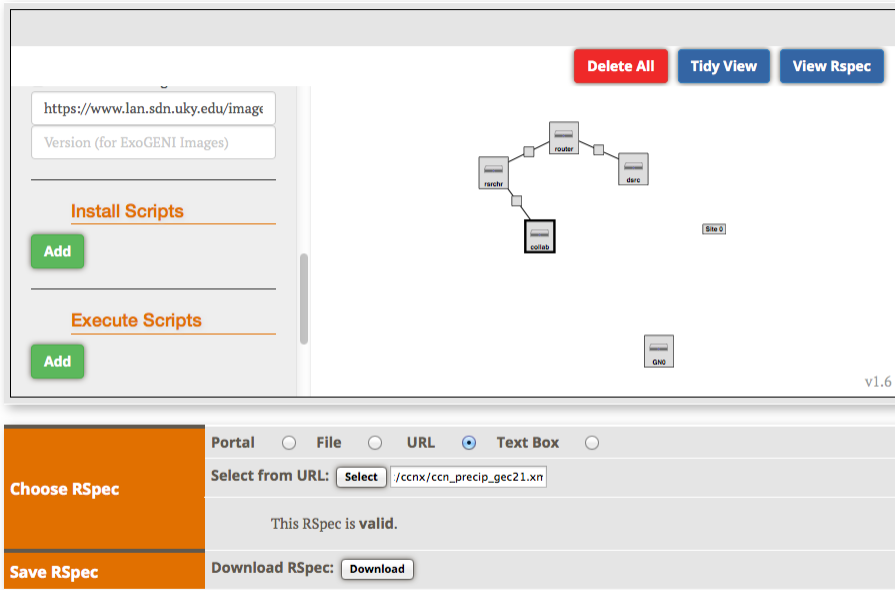 Delete All Tidy View View Rspec
https://www.lan.sdn.uky.edu/image
Version (for ExoGENI Images)
Install Scripts
Add
Execute Scripts
Add
router
rsrchr
dsrc
collab
Site 0
GN0
v1.6
Portal File URL Text Box
Choose RSpec
Select from URL: Select :/ccnx/ccn_precip_gec21.xm
This RSpec is valid.
Save RSpec
Download RSpec: Download